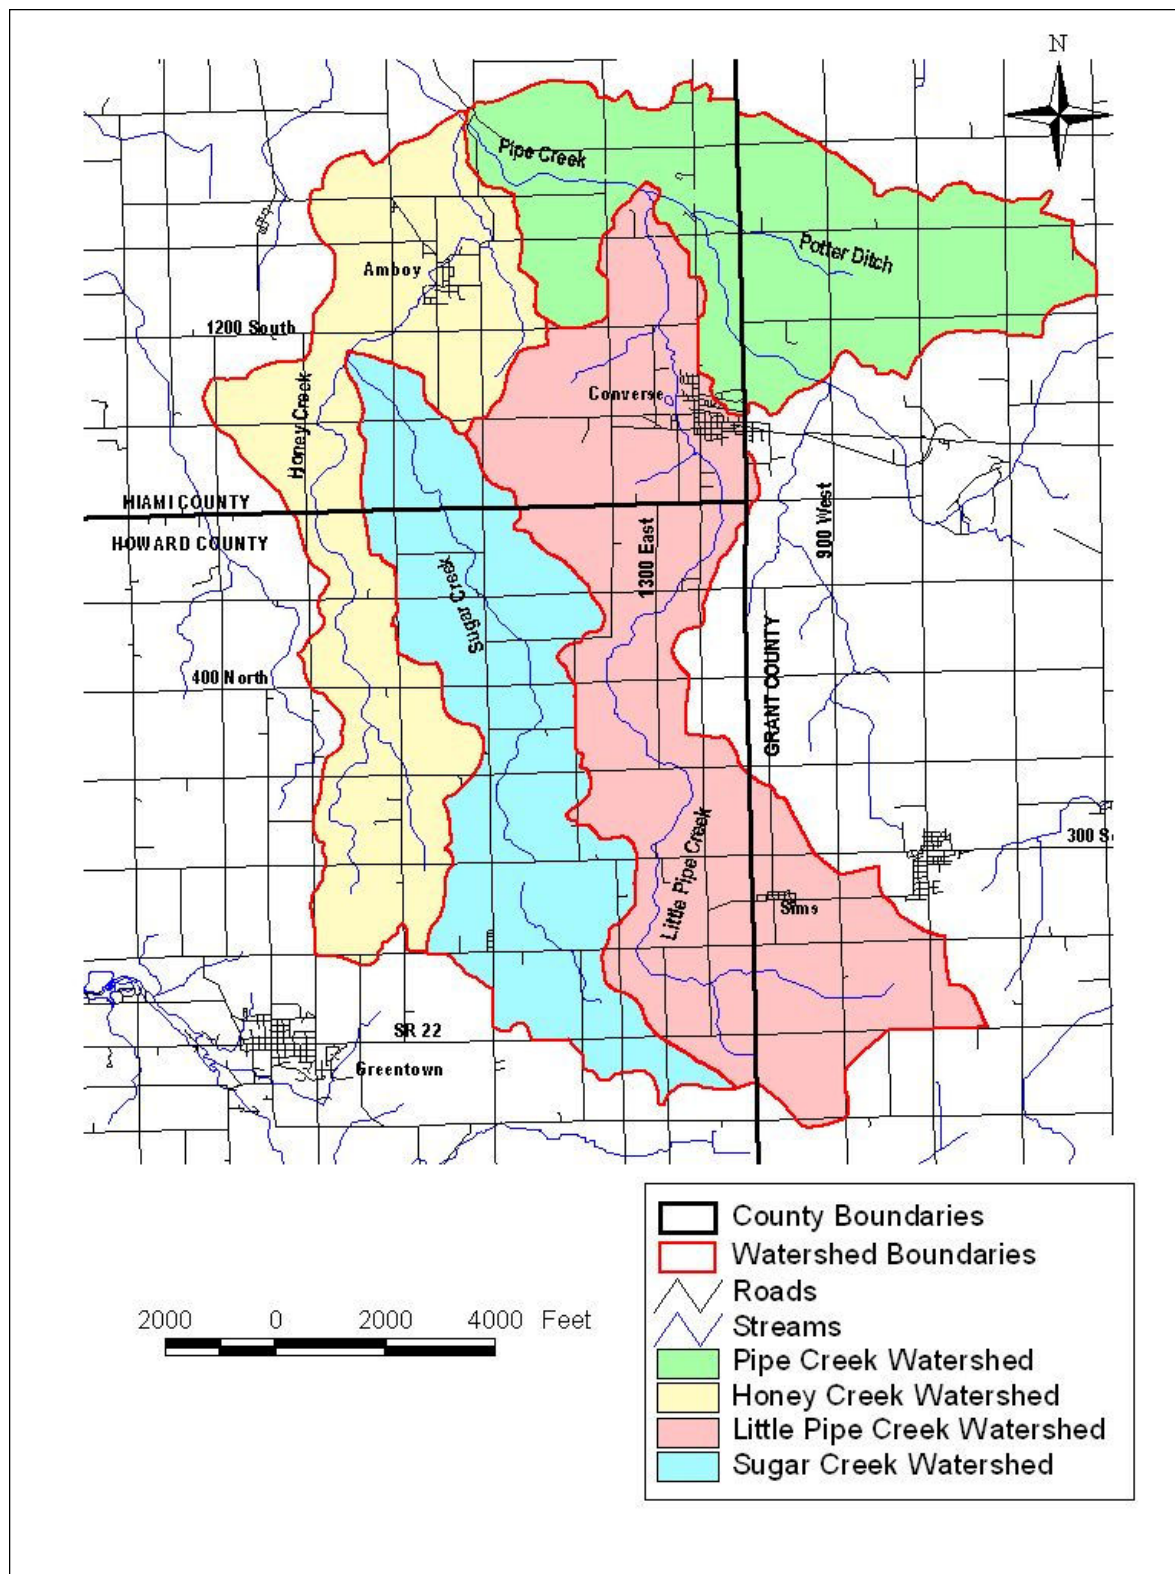 N
Pipe Creek
Potter Ditch
Amboy
1200 South
Converse
Honey Creek
MIAMI COUNTY
HOWARD COUNTY
900 West
1300 East
Sugar Creek
400 North
GRANT COUNTY
Little Pipe Creek
300 S
Sims
SR 22
Greentown
County Boundaries
Watershed Boundaries
Roads
Streams
Pipe Creek Watershed
Honey Creek Watershed
Little Pipe Creek Watershed
Sugar Creek Watershed
2000 0 2000 4000 Feet